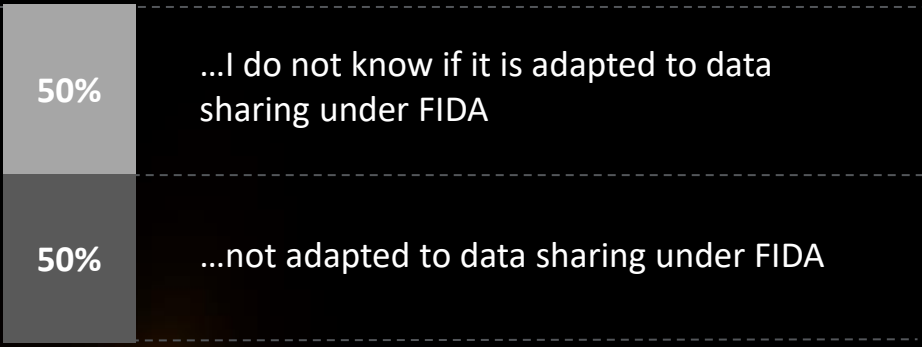 50%
…I do not know if it is adapted to data
sharing under FIDA
50%
…not adapted to data sharing under FIDA